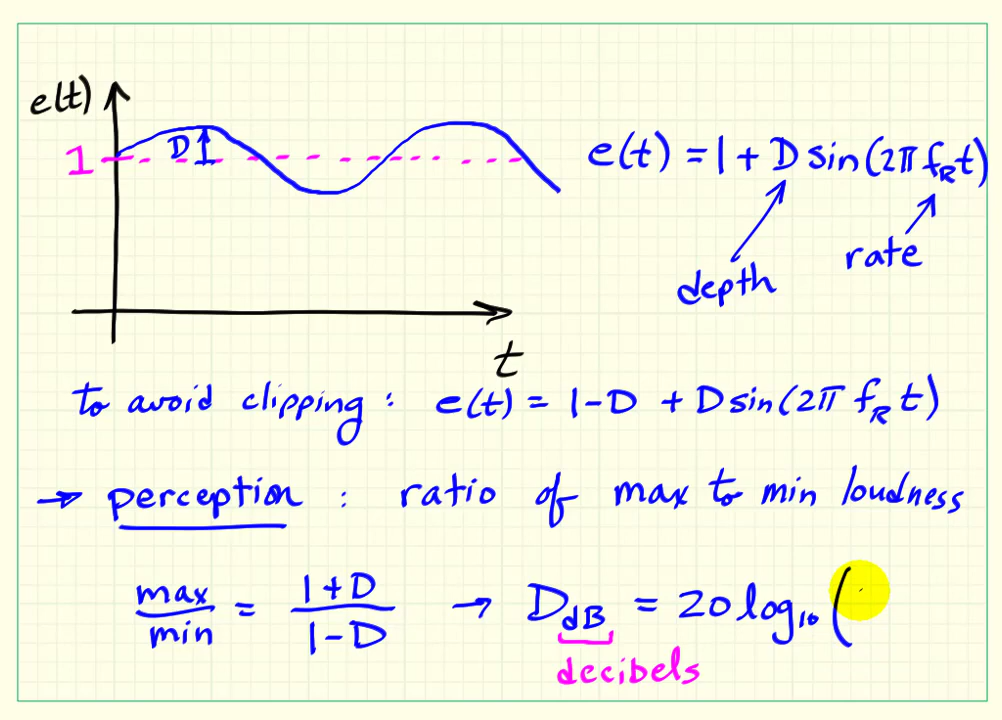 e(t)
1
D
e(t) = 1 + D sin(2π f_R t)
depth
rate
t
to avoid clipping : e(t) = 1-D + D sin(2π f_R t)
→ perception : ratio of max to min loudness
max/min = (1+D)/(1-D) → D_dB = 20 log_10 (
decibels